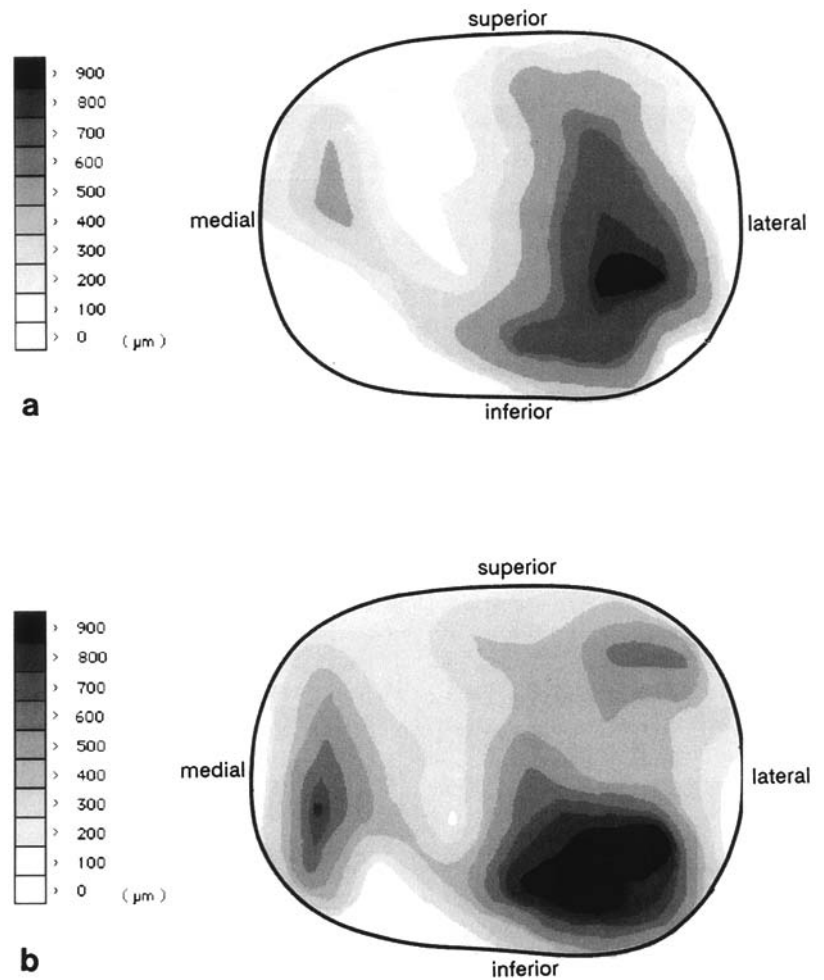 superior
> 900
> 800
> 700
> 600
> 500
> 400
> 300
> 200
> 100
> 0 ( µm )
medial
lateral
inferior
a
superior
> 900
> 800
> 700
> 600
> 500
> 400
> 300
> 200
> 100
> 0 ( µm )
medial
lateral
inferior
b